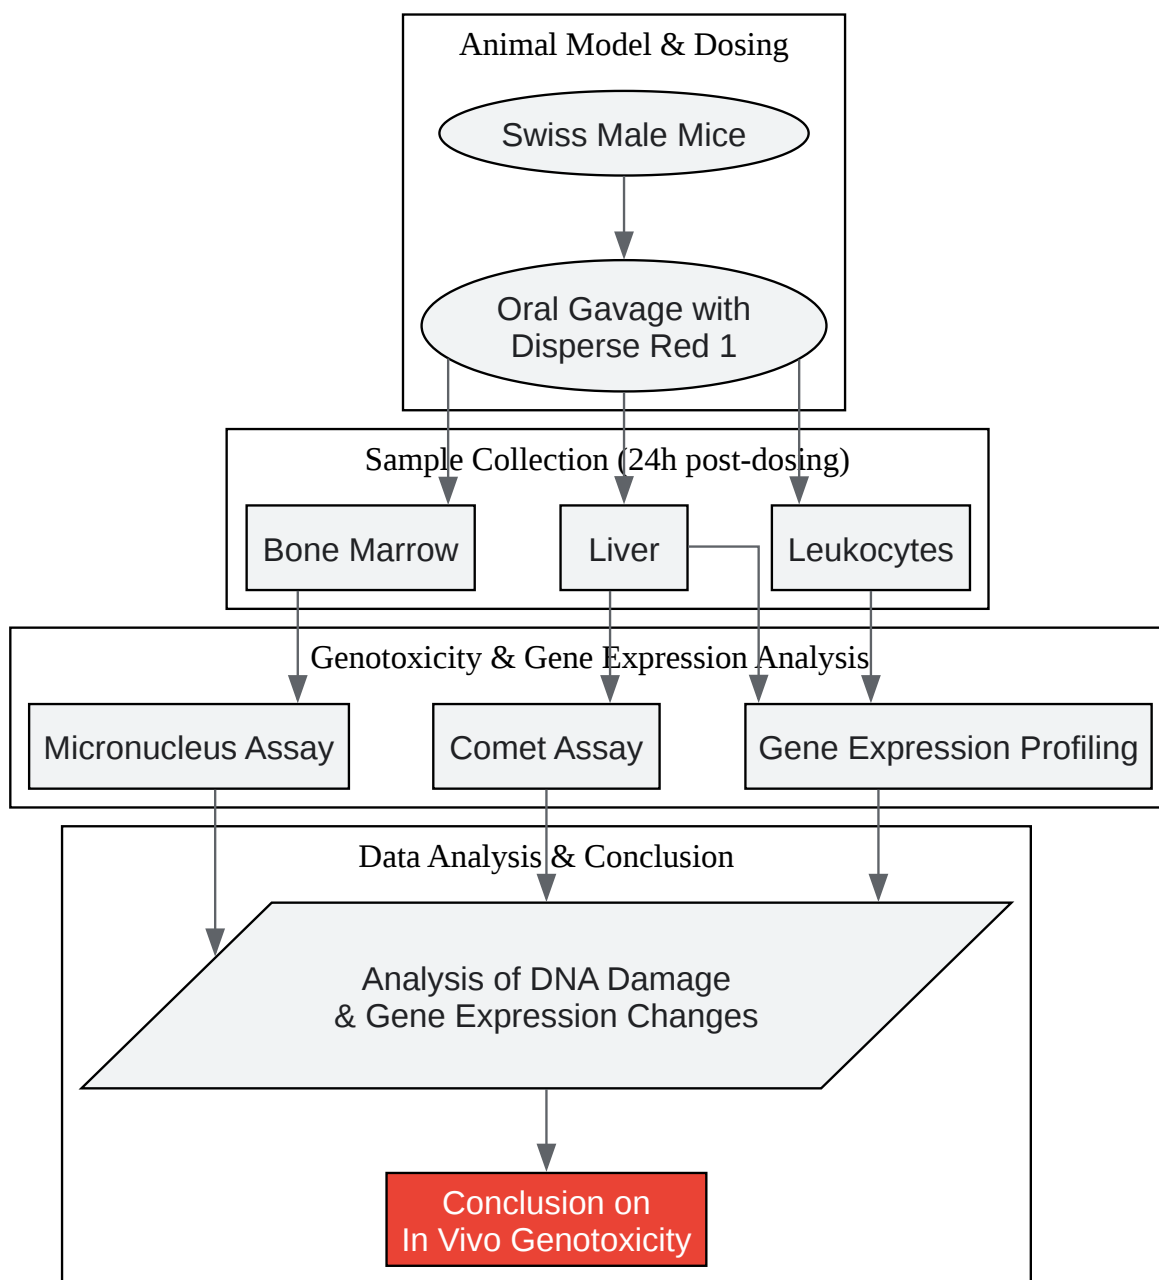 Animal Model & Dosing
Swiss Male Mice
Oral Gavage with
Disperse Red 1
Sample Collection (24h post-dosing)
Bone Marrow
Liver
Leukocytes
Genotoxicity & Gene Expression Analysis
Micronucleus Assay
Comet Assay
Gene Expression Profiling
Data Analysis & Conclusion
Analysis of DNA Damage
& Gene Expression Changes
Conclusion on
In Vivo Genotoxicity